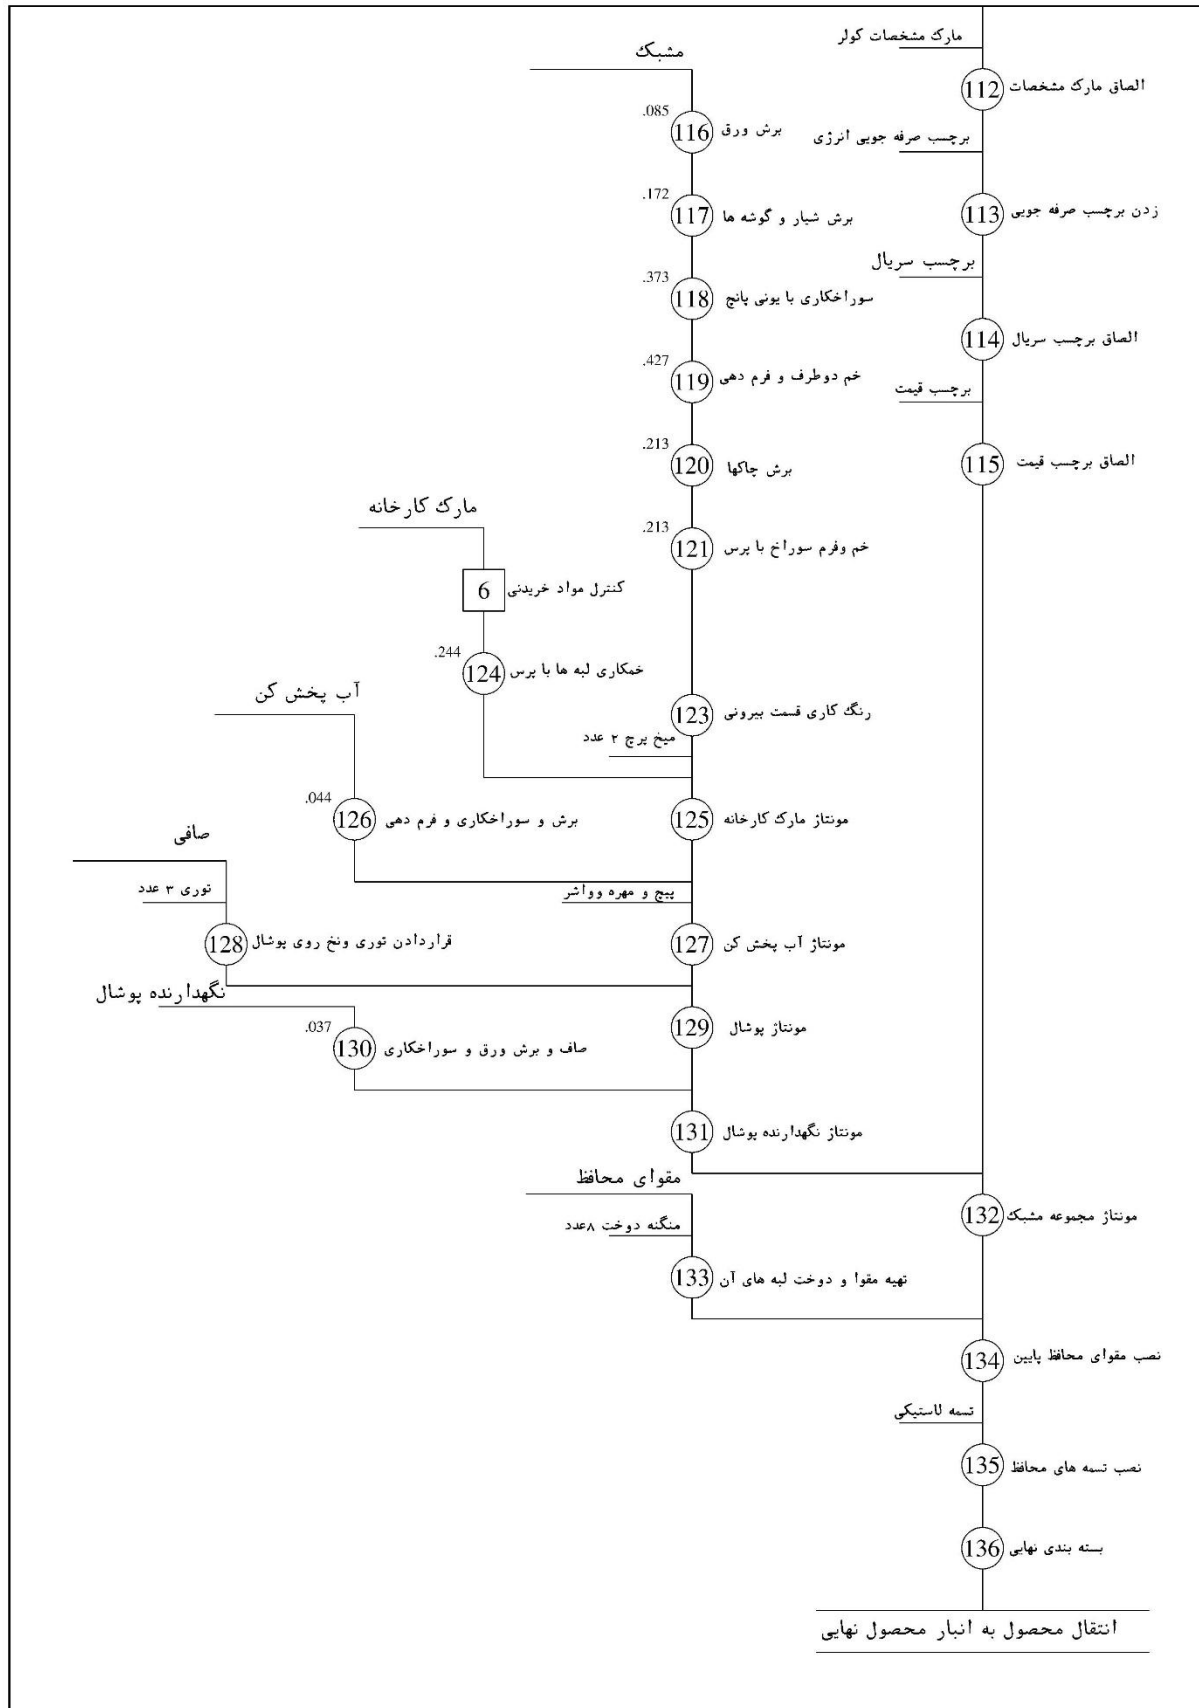 مارک مشخصات کولر
مشبک
112 الصاق مارک مشخصات
.085
116 برش ورق
برچسب صرفه جویی انرژی
.172
117 برش شیار و گوشه ها
113 زدن برچسب صرفه جویی
برچسب سریال
.373
118 سوراخکاری با یونی پانچ
114 الصاق برچسب سریال
.427
119 خم دوطرف و فرم دهی
برچسب قیمت
.213
120 برش چاکها
115 الصاق برچسب قیمت
مارک کارخانه
.213
121 خم وفرم سوراخ با پرس
6 کنترل مواد خریدنی
.244
124 خمکاری لبه ها با پرس
آب پخش کن
123 رنگ کاری قسمت بیرونی
میخ پرچ ۲ عدد
.044
126 برش و سوراخکاری و فرم دهی
125 مونتاژ مارک کارخانه
صافی
توری ۳ عدد
پیچ و مهره وواشر
128 قراردادن توری ونخ روی پوشال
127 مونتاژ آب پخش کن
نگهدارنده پوشال
129 مونتاژ پوشال
.037
130 صاف و برش ورق و سوراخکاری
131 مونتاژ نگهدارنده پوشال
مقوای محافظ
132 مونتاژ مجموعه مشبک
منگنه دوخت ۸عدد
133 تهیه مقوا و دوخت لبه های آن
134 نصب مقوای محافظ پایین
تسمه لاستیکی
135 نصب تسمه های محافظ
136 بسته بندی نهایی
انتقال محصول به انبار محصول نهایی